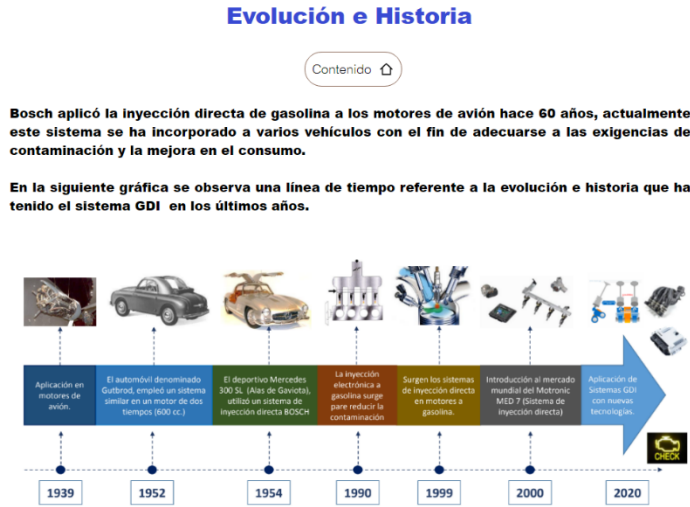 Evolución e Historia
Contenido
Bosch aplicó la inyección directa de gasolina a los motores de avión hace 60 años, actualmente
este sistema se ha incorporado a varios vehículos con el fin de adecuarse a las exigencias de
contaminación y la mejora en el consumo.
En la siguiente gráfica se observa una línea de tiempo referente a la evolución e historia que ha
tenido el sistema GDI en los últimos años.
Aplicación en
motores de
avión.
El automóvil denominado
Gutbrod, empleó un sistema
similar en un motor de dos
tiempos (600 cc.)
El deportivo Mercedes
300 SL (Alas de Gaviota),
utilizó un sistema de
inyección directa BOSCH
La inyección
electrónica a
gasolina surge
pare reducir la
contaminación
Surgen los sistemas
de inyección directa
en motores a
gasolina.
Introducción al mercado
mundial del Motronic
MED 7 (Sistema de
inyección directa)
Aplicación de
Sistemas GDI
con nuevas
tecnologías.
CHECK
1939
1952
1954
1990
1999
2000
2020